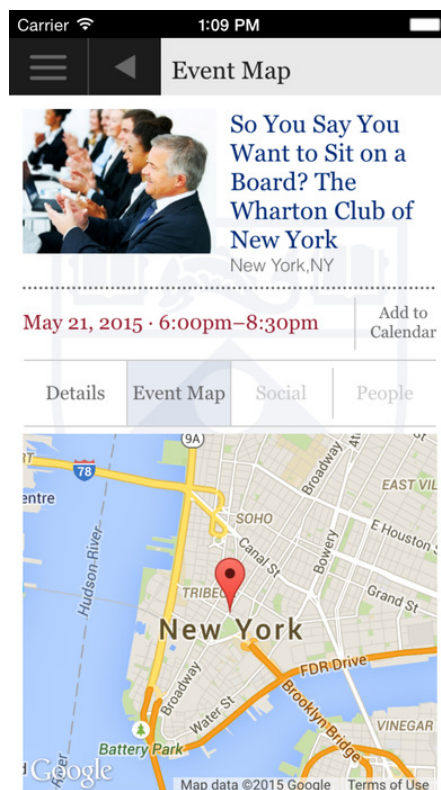 Carrier 1:09 PM
Event Map
So You Say You
Want to Sit on a
Board? The
Wharton Club of
New York
New York,NY
May 21, 2015 · 6:00pm–8:30pm
Add to
Calendar
Details Event Map Social People
9A
78
Broadway
4th
EAST VIL
entre
SOHO
E Houston S
Hudson River
Canal St
Bowery
TRIBEC
Grand St
New York
Broadway
FDR Drive
Water St
Brooklyn Bridge
VINEGAR
Battery Park
River
Google
Map data ©2015 Google Terms of Use